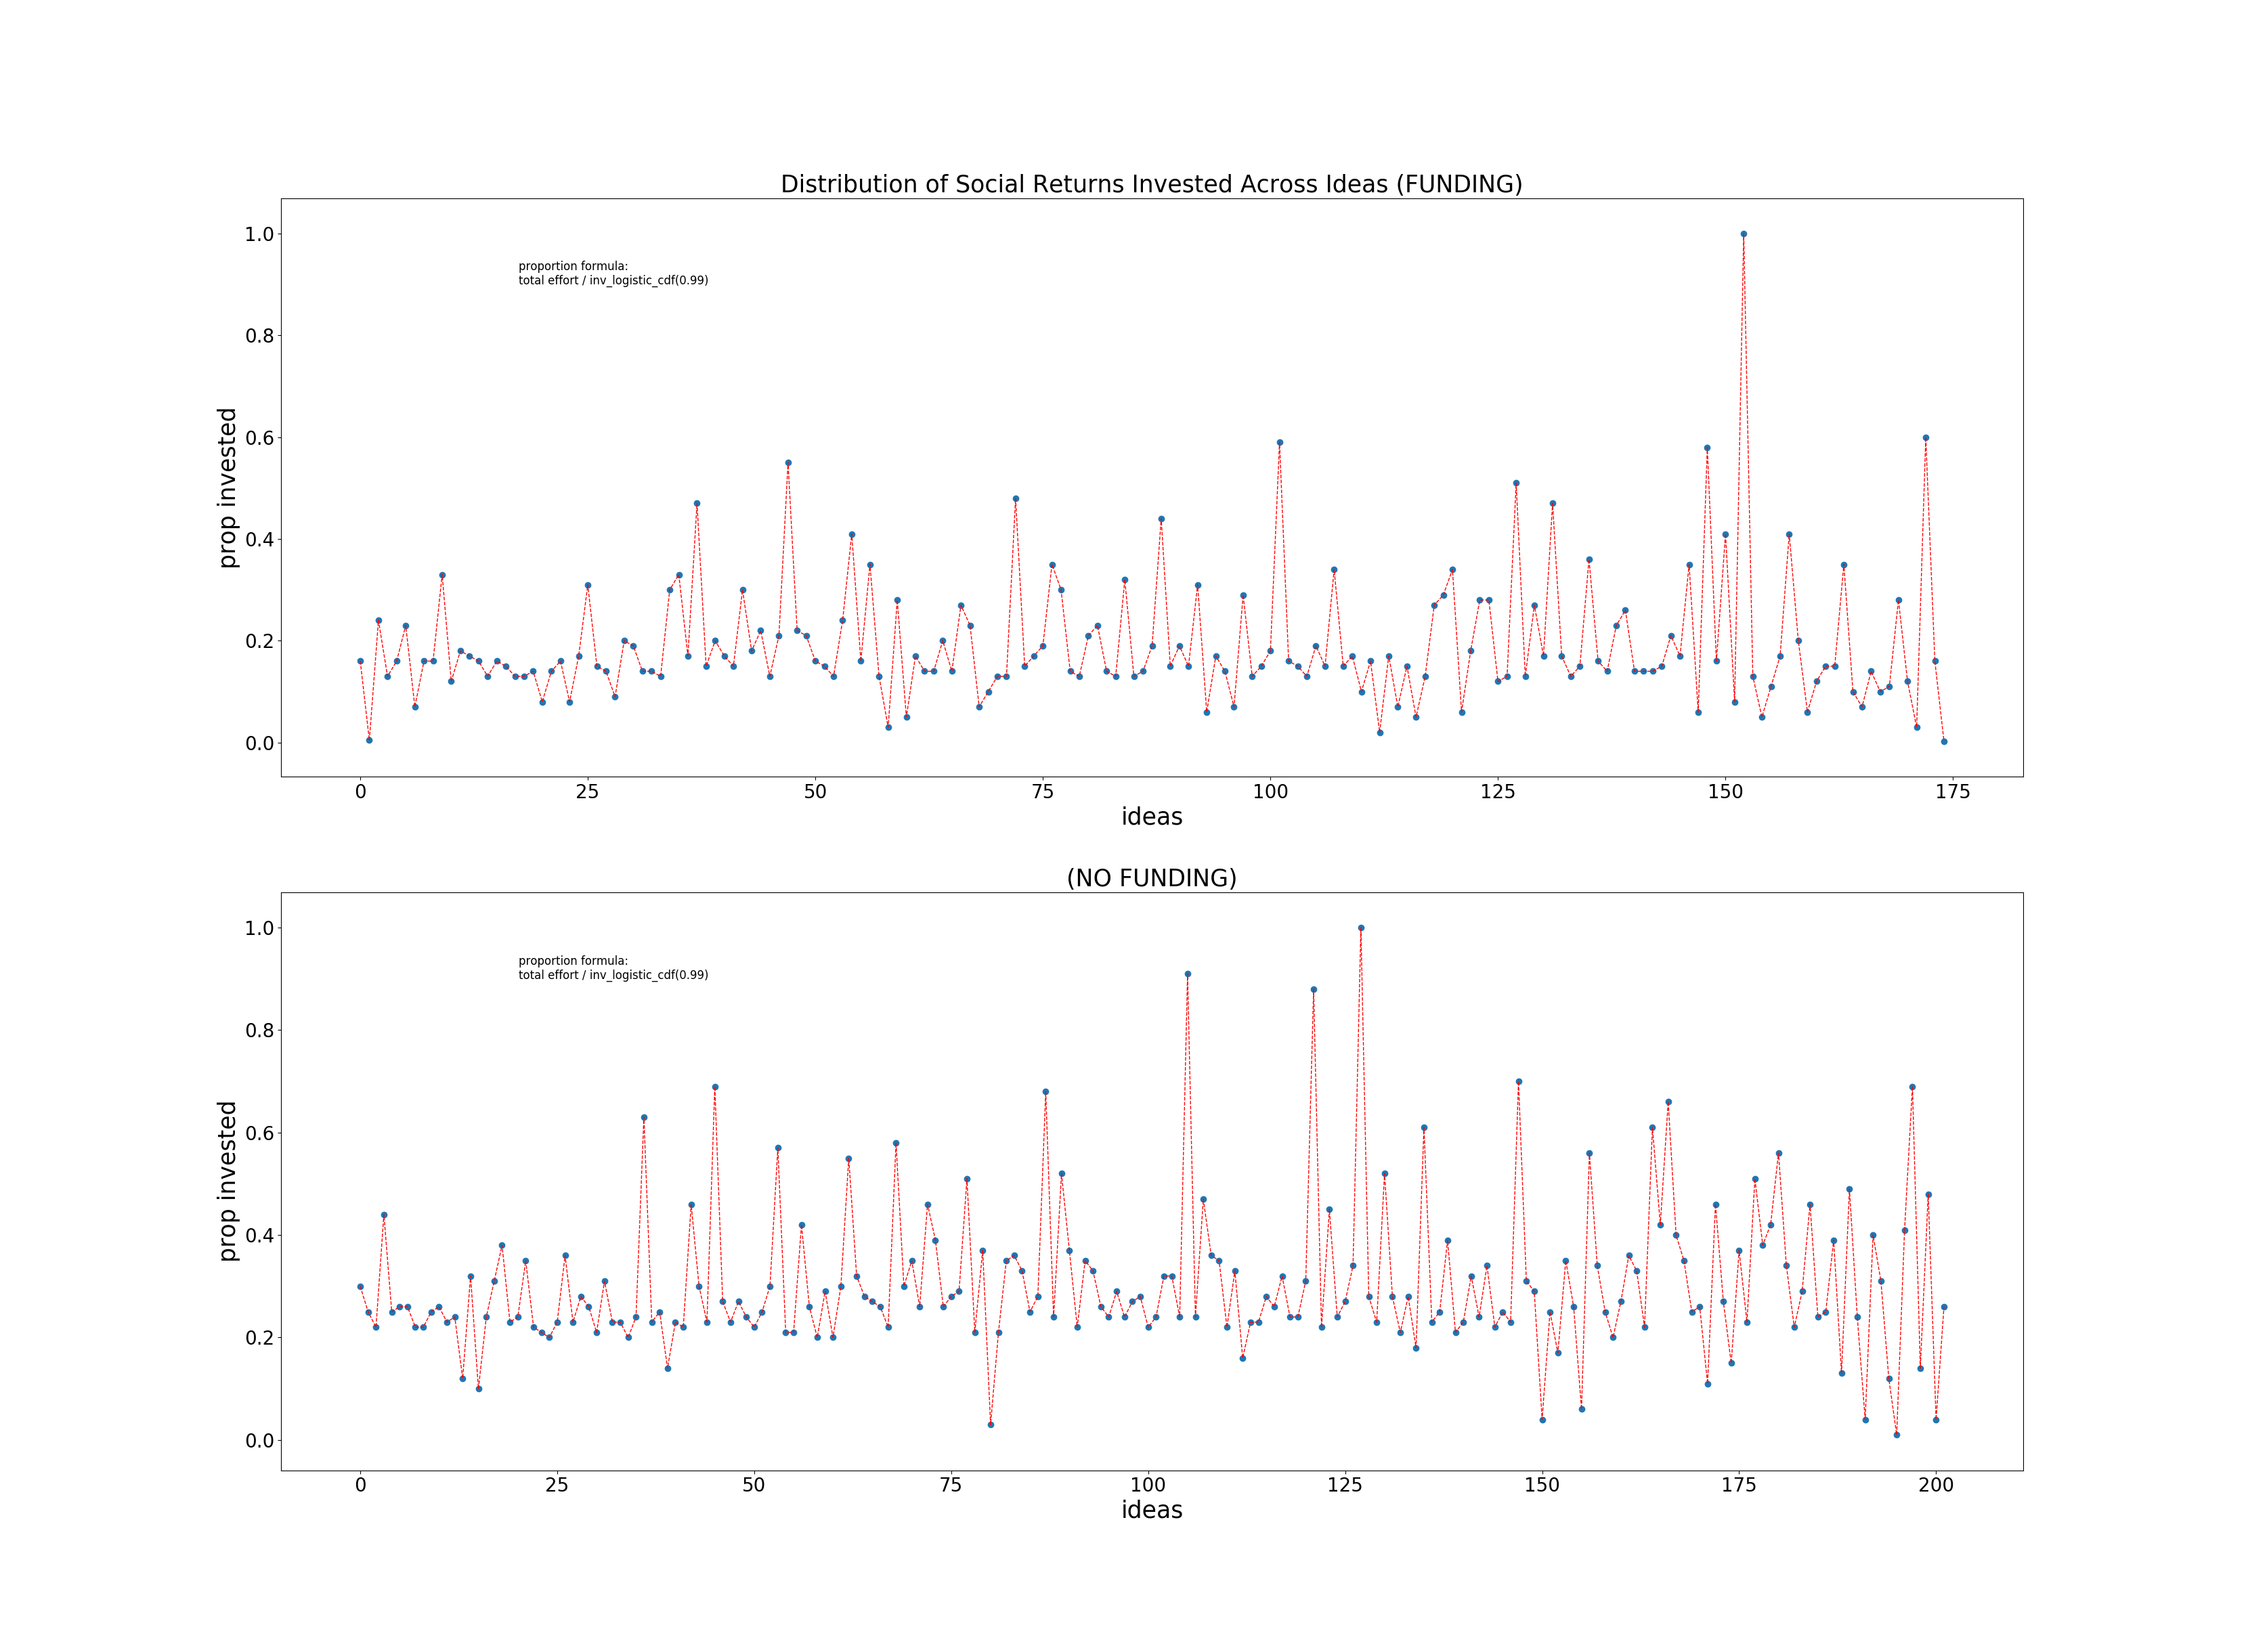 Distribution of Social Returns Invested Across Ideas (FUNDING)
1.0
proportion formula:
total effort / inv_logistic_cdf(0.99)
0.8
0.6
prop invested
0.4
0.2
0.0
0 25 50 75 100 125 150 175
ideas
(NO FUNDING)
1.0
proportion formula:
total effort / inv_logistic_cdf(0.99)
0.8
0.6
prop invested
0.4
0.2
0.0
0 25 50 75 100 125 150 175 200
ideas